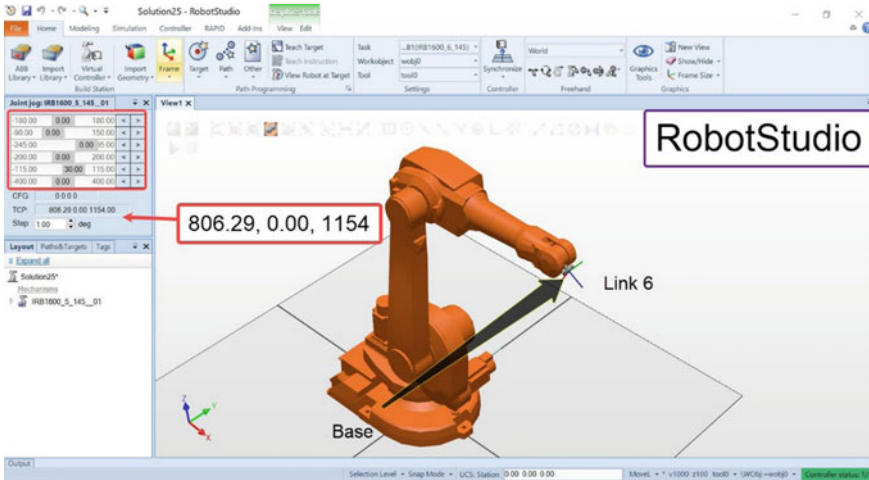 Solution25 - RobotStudio
File Home Modeling Simulation Controller RAPID Add-Ins View Edit
ABB Library Import Library Virtual Controller Import Geometry Frame Target Path Other
Teach Target
Teach Instruction
View Robot at Target
Task ...B1(IRB1600_6_145)
Workobject wobj0
Tool tool0
Synchronize
World
Graphics Tools
New View
Show/Hide
Frame Size
Build Station Path Programming Settings Controller Freehand Graphics
Joint jog: IRB1600_5_145__01
View1
-180.00 0.00 180.00 < >
-90.00 0.00 150.00 < >
-245.00 0.00 < >
-200.00 0.00 200.00 < >
-115.00 30.00 115.00 < >
-400.00 0.00 400.00 < >
CFG: 0 0 0 0
TCP: 806.29 0.00 1154.00
Step: 1.00 deg
RobotStudio
806.29, 0.00, 1154
Layout Paths&Targets Tags
Expand all
Solution25*
Mechanisms
IRB1600_5_145__01
Link 6
Base
Z
Y
X
Output
Selection Level Snap Mode UCS: Station 0.00 0.00 0.00 MoveL * v1000 z100 tool0 \WObj:=wobj0 Controller status: 1/